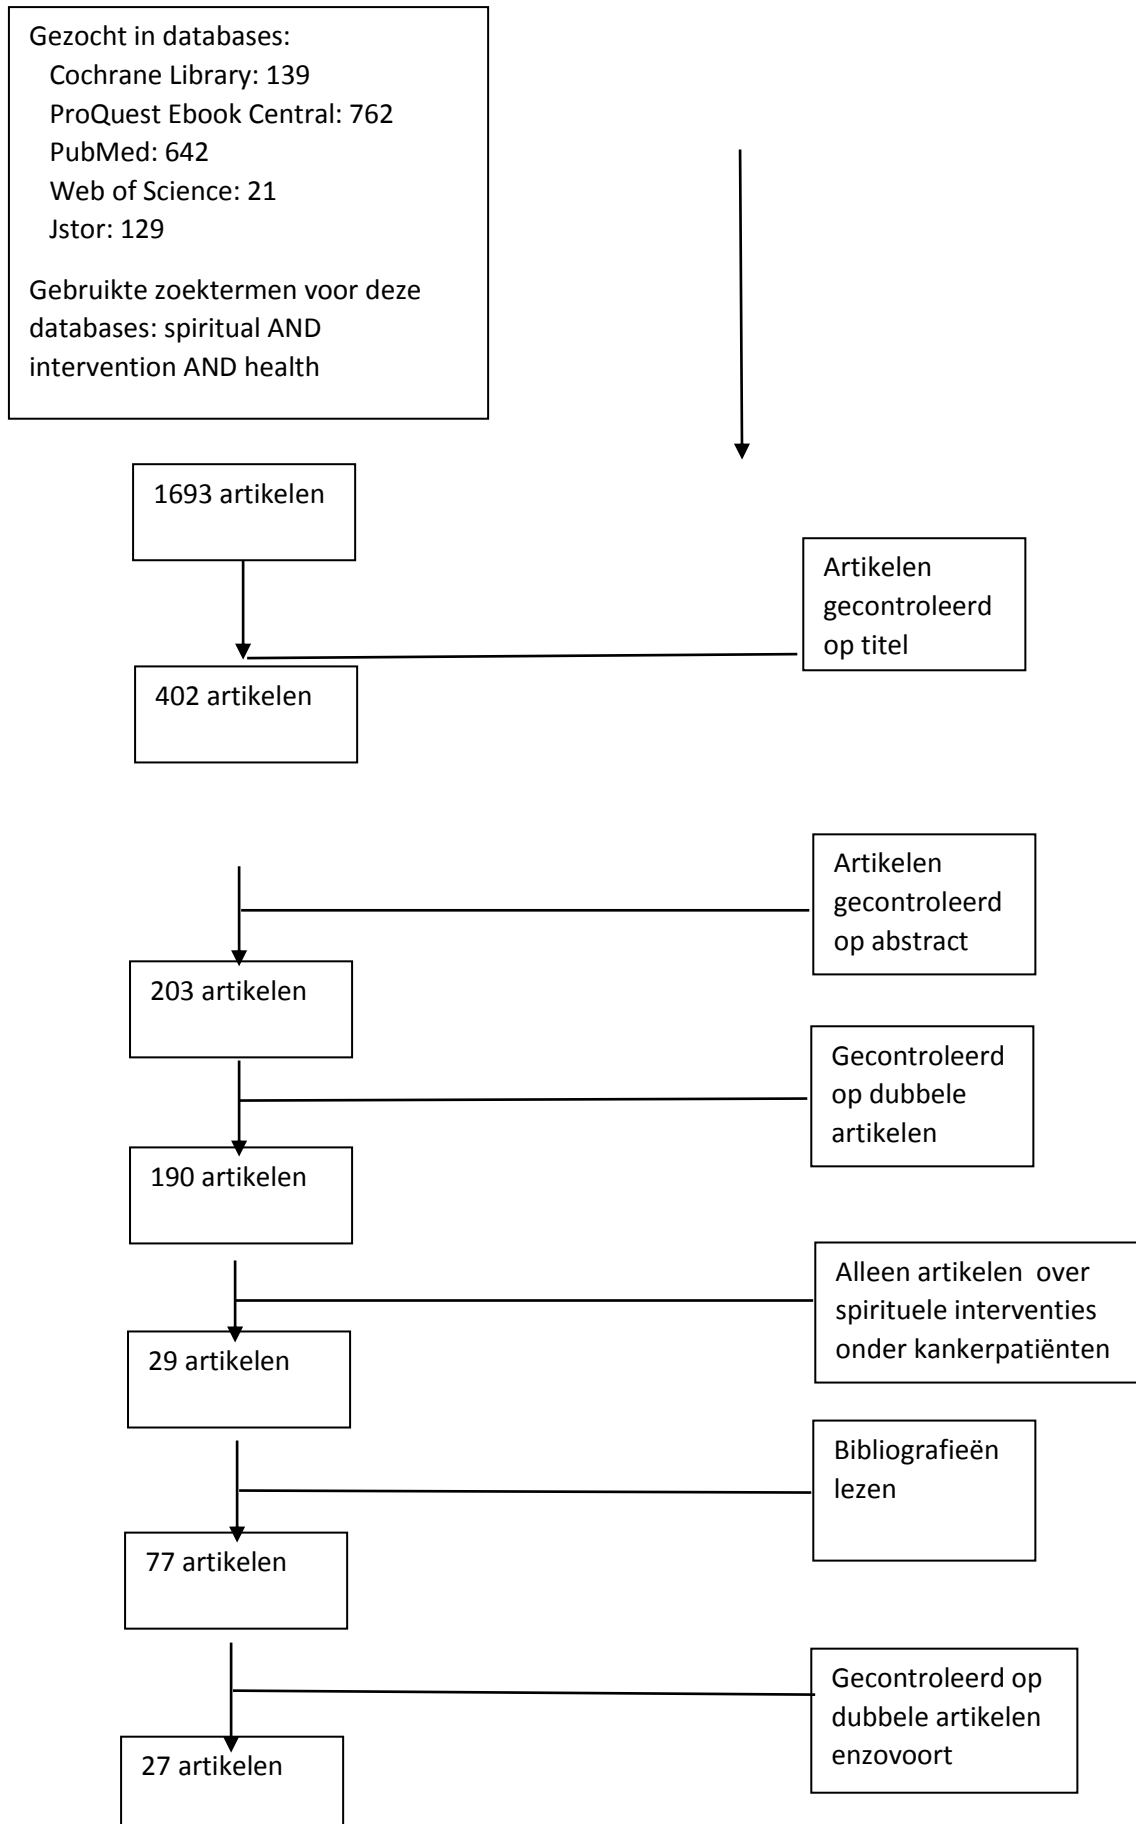 Gezocht in databases:
Cochrane Library: 139
ProQuest Ebook Central: 762
PubMed: 642
Web of Science: 21
Jstor: 129
Gebruikte zoektermen voor deze
databases: spiritual AND
intervention AND health
1693 artikelen
Artikelen
gecontroleerd
op titel
402 artikelen
Artikelen
gecontroleerd
op abstract
203 artikelen
Gecontroleerd
op dubbele
artikelen
190 artikelen
Alleen artikelen over
spirituele interventies
onder kankerpatiënten
29 artikelen
Bibliografieën
lezen
77 artikelen
Gecontroleerd op
dubbele artikelen
enzovoort
27 artikelen